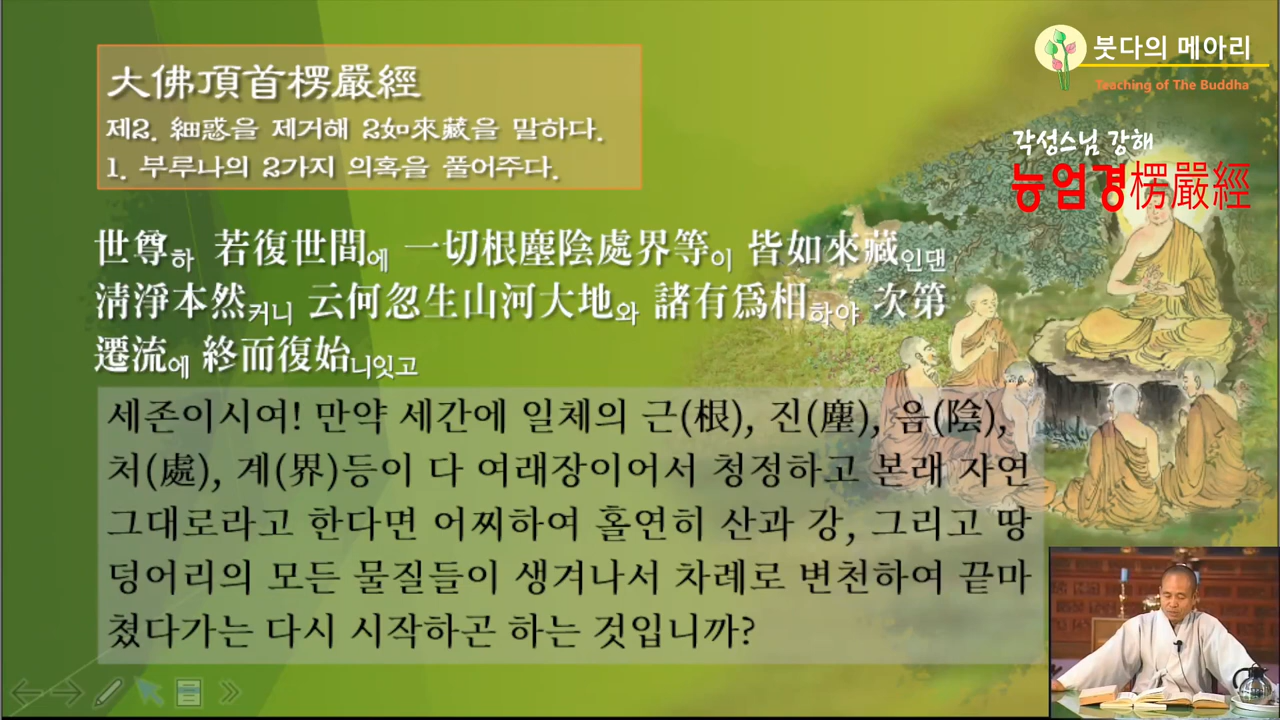 大佛頂首楞嚴經
제2. 細惑을 제거해 2如來藏을 말하다.
1. 부루나의 2가지 의혹을 풀어주다.
붓다의 메아리
Teaching of The Buddha
각성스님 강해
능엄경楞嚴經
世尊하 若復世間에 一切根塵陰處界等이 皆如來藏인댄
淸淨本然커니 云何忽生山河大地와 諸有爲相하야 次第
遷流에 終而復始니잇고
세존이시여! 만약 세간에 일체의 근(根), 진(塵), 음(陰),
처(處), 계(界)등이 다 여래장이어서 청정하고 본래 자연
그대로라고 한다면 어찌하여 홀연히 산과 강, 그리고 땅
덩어리의 모든 물질들이 생겨나서 차례로 변천하여 끝마
쳤다가는 다시 시작하곤 하는 것입니까?